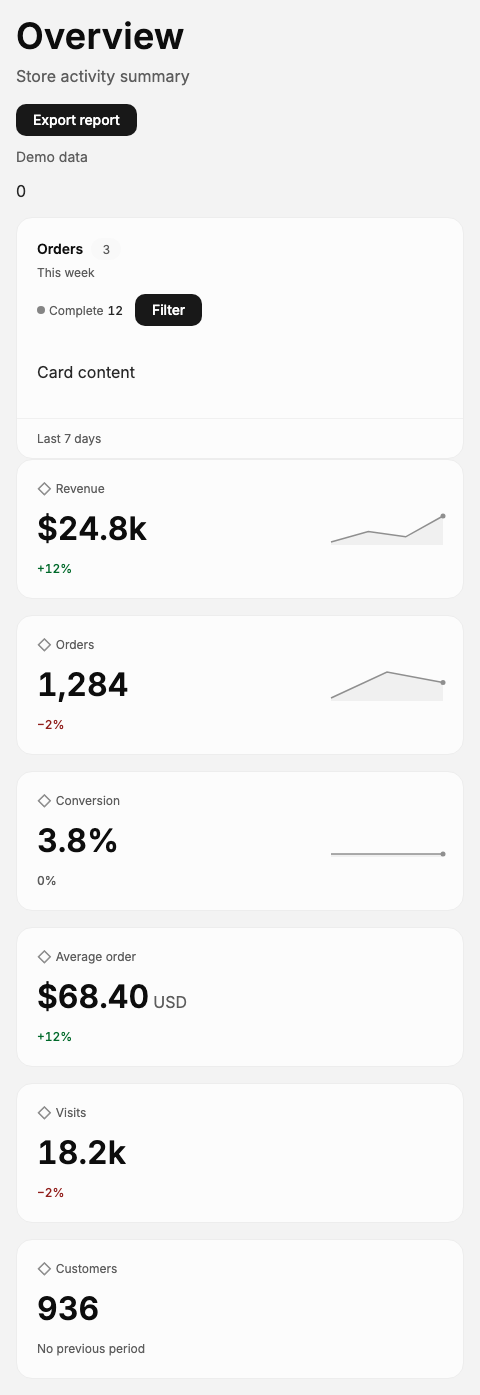 Overview
Store activity summary
Export report
Demo data
0
Orders 3
This week
Complete 12 Filter
Card content
Last 7 days
Revenue
$24.8k
+12%
Orders
1,284
−2%
Conversion
3.8%
0%
Average order
$68.40 USD
+12%
Visits
18.2k
−2%
Customers
936
No previous period